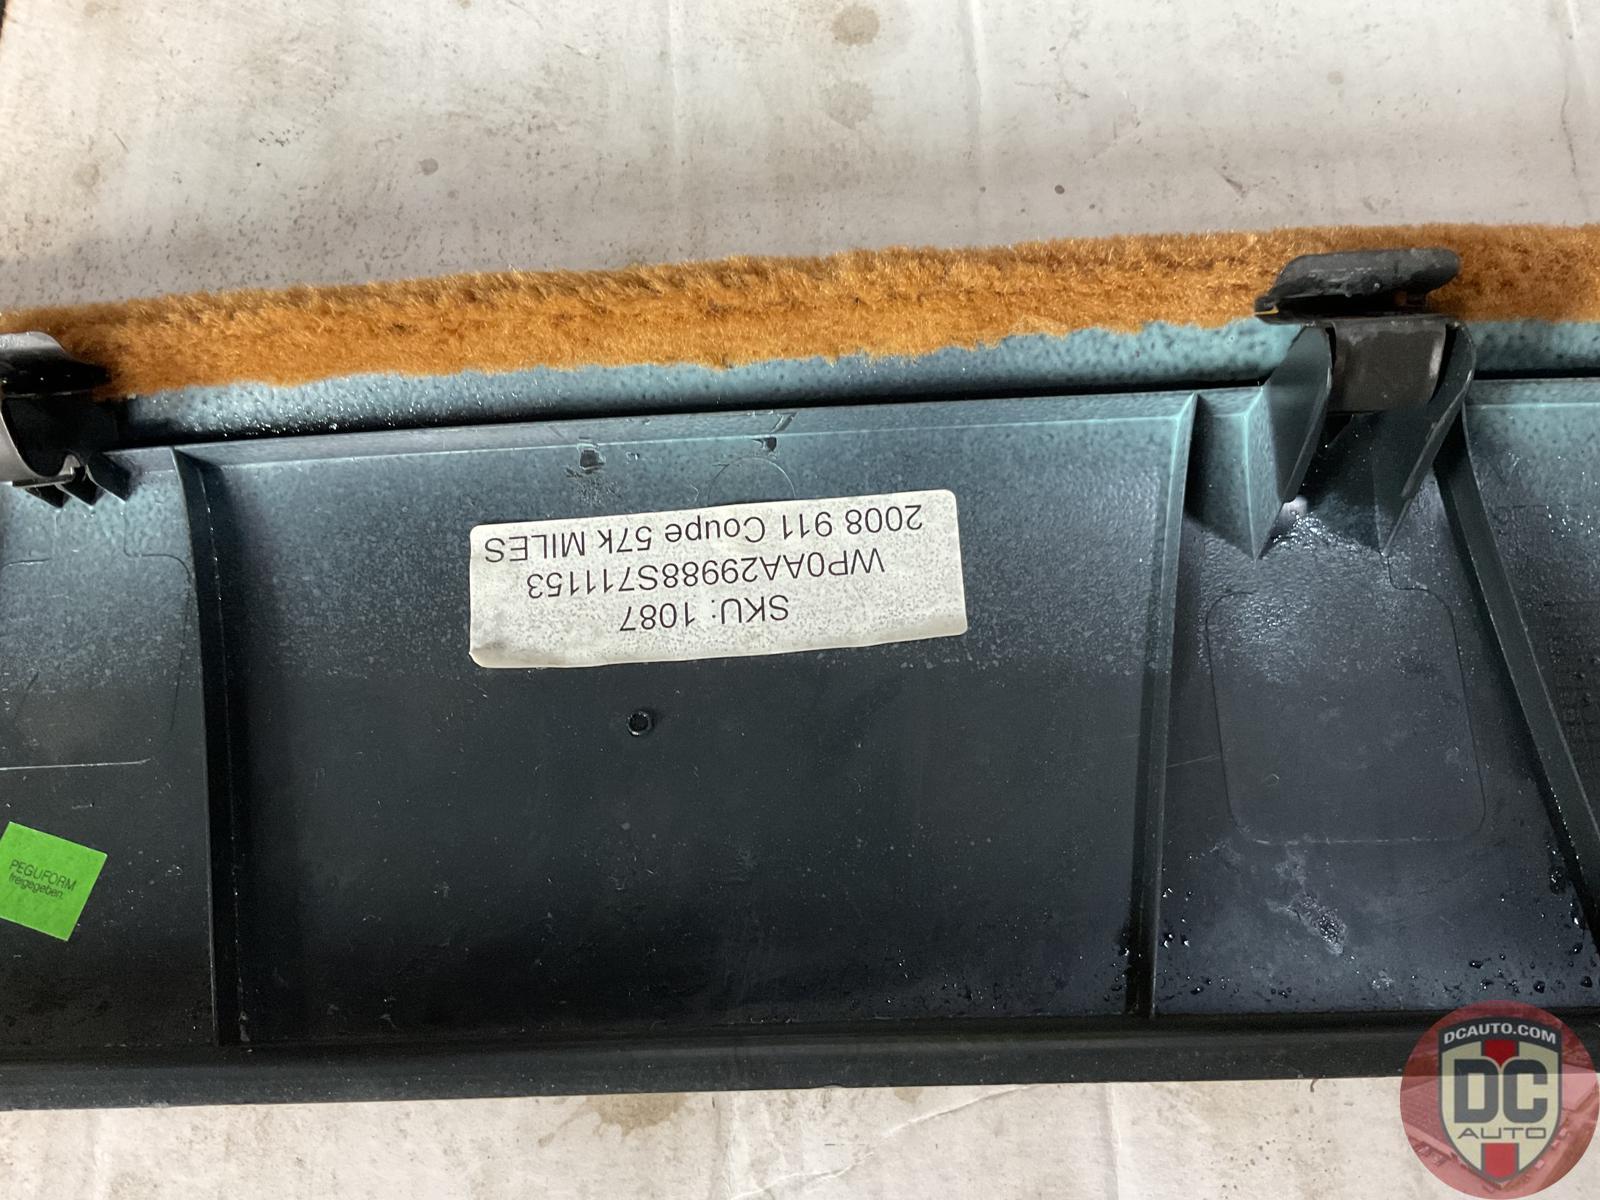 2008 911 Coupe 57k MILES
WP0AA29988S711153
SKU: 1087
PEGUFORM
freigegeben
DCAUTO.COM
DC
AUTO